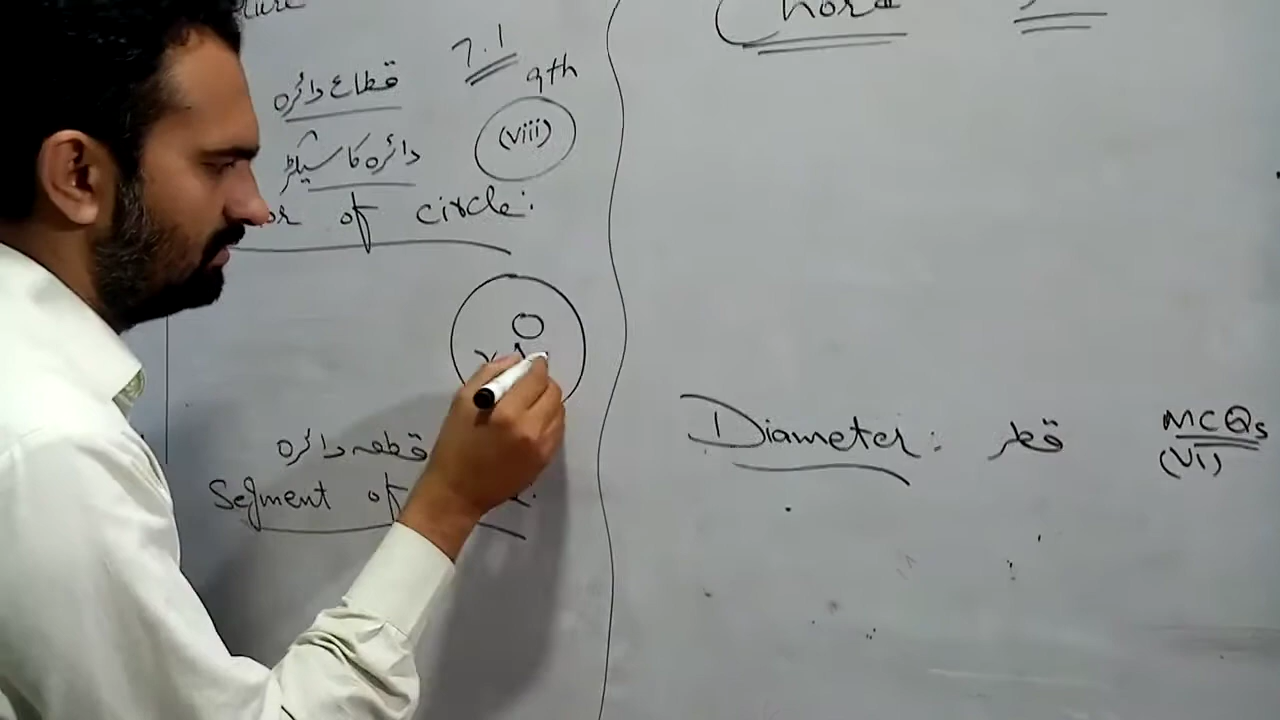 7.1
9th
قطاع دائرہ
(viii)
دائرہ کا سیکٹر
of circle:
O
r
قطعہ دائرہ
Segment of
Chord
Diameter: قطر
MCQs
(VI)